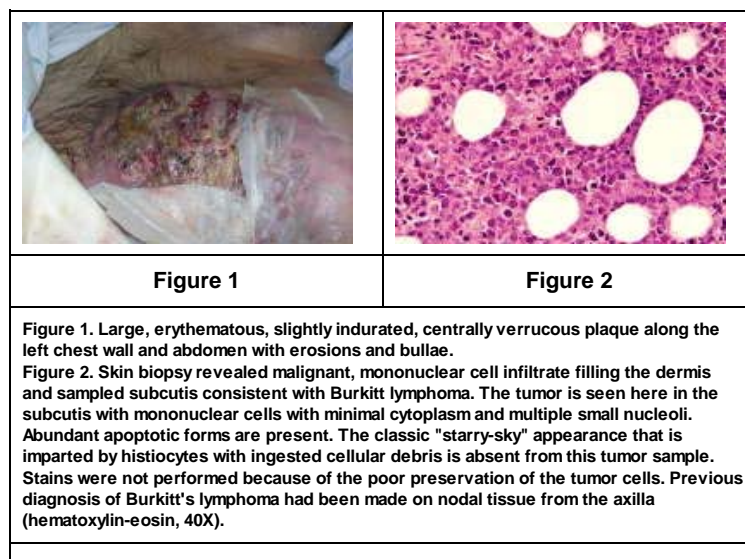 Figure 1
Figure 2
Figure 1. Large, erythematous, slightly indurated, centrally verrucous plaque along the
left chest wall and abdomen with erosions and bullae.
Figure 2. Skin biopsy revealed malignant, mononuclear cell infiltrate filling the dermis
and sampled subcutis consistent with Burkitt lymphoma. The tumor is seen here in the
subcutis with mononuclear cells with minimal cytoplasm and multiple small nucleoli.
Abundant apoptotic forms are present. The classic "starry-sky" appearance that is
imparted by histiocytes with ingested cellular debris is absent from this tumor sample.
Stains were not performed because of the poor preservation of the tumor cells. Previous
diagnosis of Burkitt's lymphoma had been made on nodal tissue from the axilla
(hematoxylin-eosin, 40X).